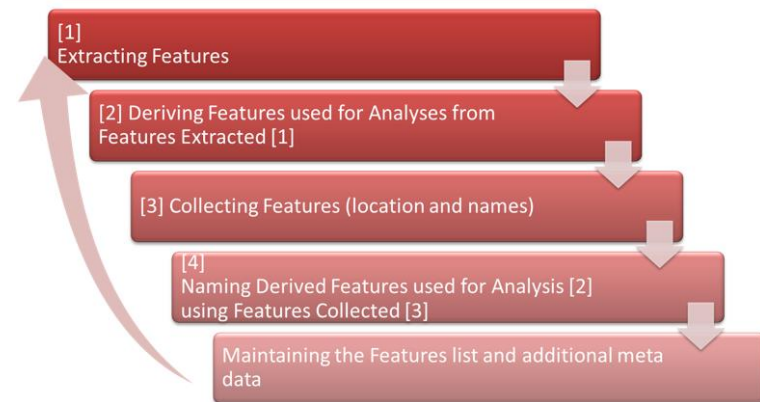 [1]
Extracting Features
[2] Deriving Features used for Analyses from
Features Extracted [1]
[3] Collecting Features (location and names)
[4]
Naming Derived Features used for Analysis [2]
using Features Collected [3]
Maintaining the Features list and additional meta
data